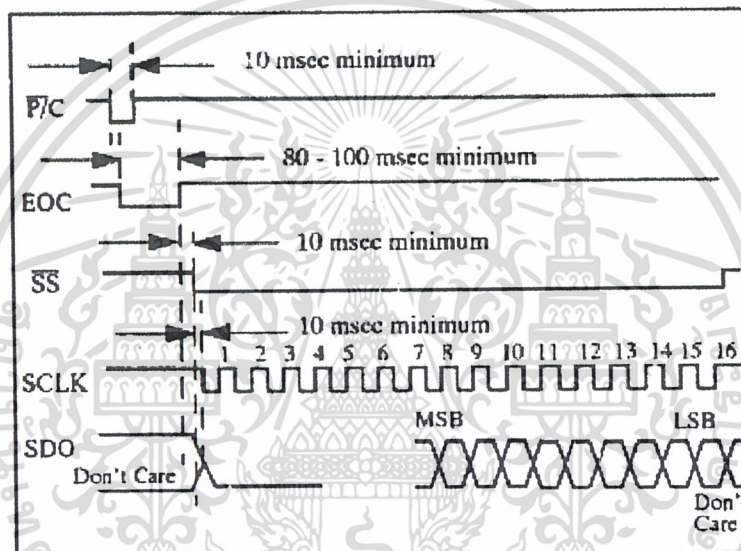 10 msec minimum
P/C
80 - 100 msec minimum
EOC
10 msec minimum
SS
10 msec minimum
1 2 3 4 5 6 7 8 9 10 11 12 13 14 15 16
SCLK
MSB LSB
SDO
Don't Care
Don'
Care